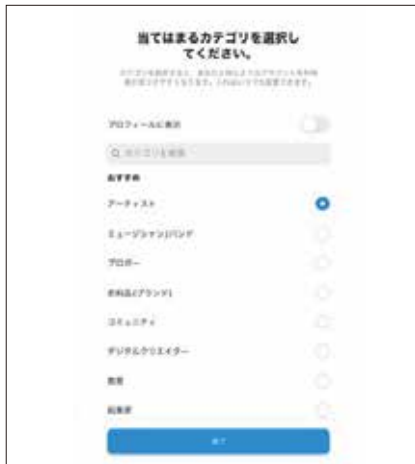 当てはまるカテゴリを選択し
てください。
プロフィールに表示
カテゴリを検索
おすすめ
アーティスト
ミュージシャン/バンド
ブロガー
衣料品(ブランド)
コミュニティ
デジタルクリエイター
教育
起業家
完了